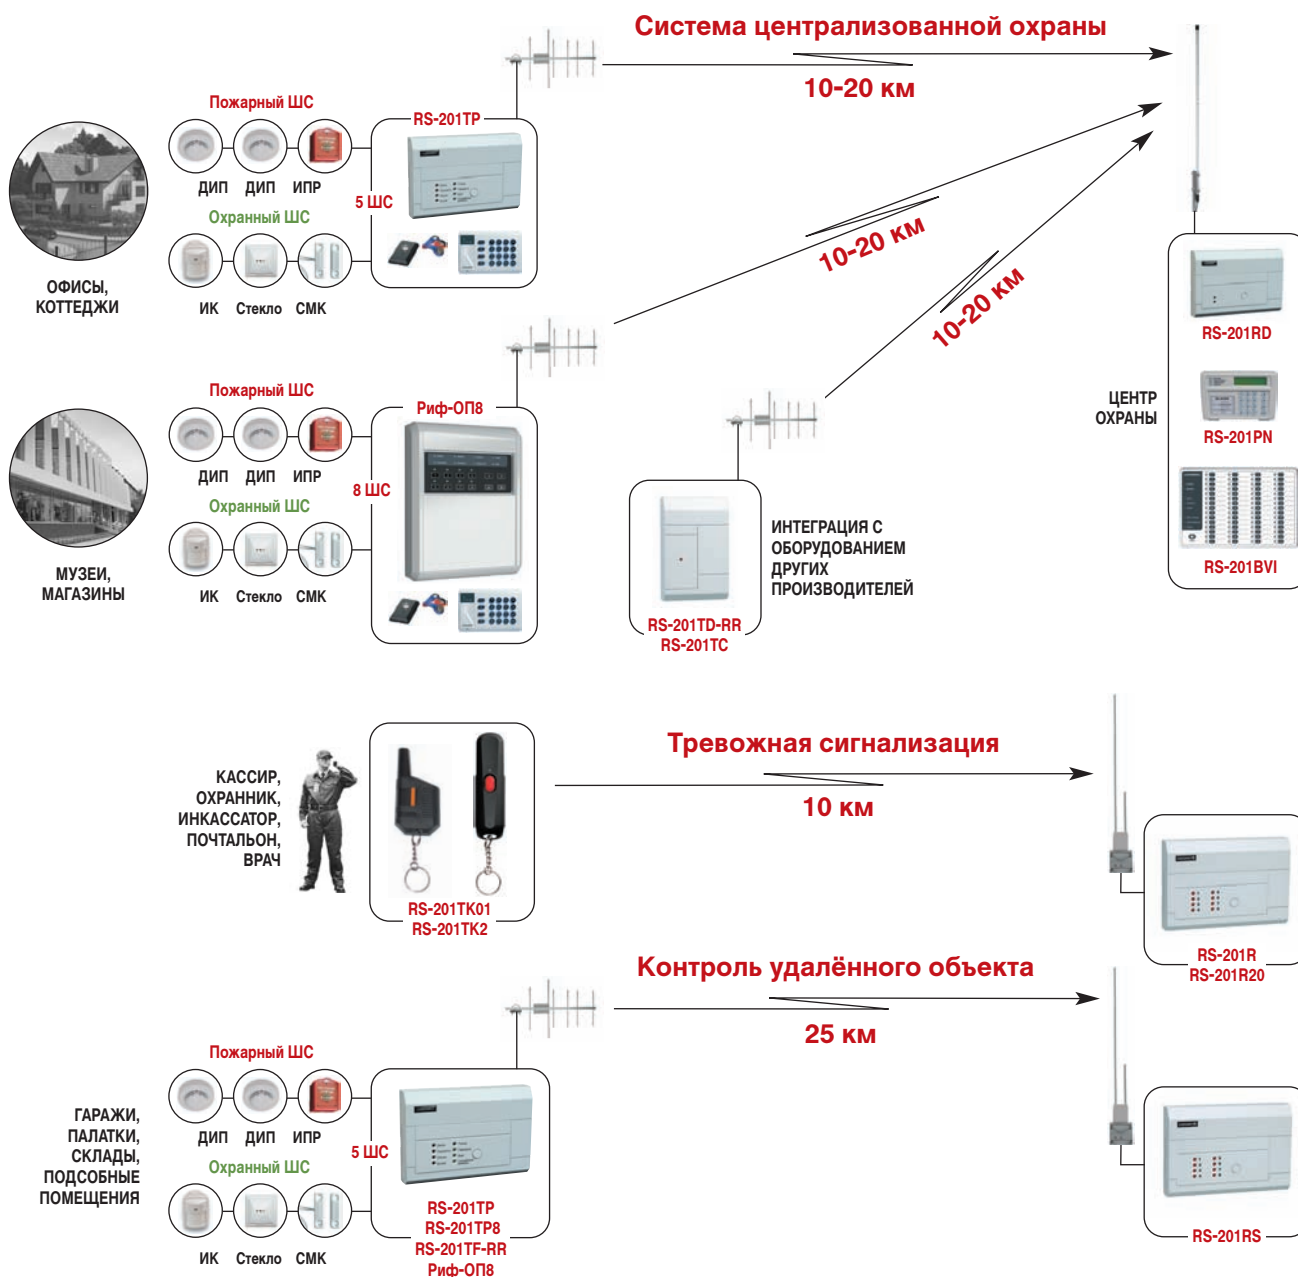 Система централизованной охраны
10-20 км
Пожарный ШС
RS-201TP
ДИП ДИП ИПР
5 ШС
Охранный ШС
ОФИСЫ,
КОТТЕДЖИ
ИК Стекло СМК
10-20 км
10-20 км
RS-201RD
ЦЕНТР
ОХРАНЫ
RS-201PN
RS-201BVI
Пожарный ШС
Риф-ОП8
ДИП ДИП ИПР
8 ШС
Охранный ШС
МУЗЕИ,
МАГАЗИНЫ
ИК Стекло СМК
ИНТЕГРАЦИЯ С
ОБОРУДОВАНИЕМ
ДРУГИХ
ПРОИЗВОДИТЕЛЕЙ
RS-201TD-RR
RS-201TC
Тревожная сигнализация
10 км
КАССИР,
ОХРАННИК,
ИНКАССАТОР,
ПОЧТАЛЬОН,
ВРАЧ
RS-201TK01
RS-201TK2
RS-201R
RS-201R20
Контроль удалённого объекта
25 км
Пожарный ШС
ДИП ДИП ИПР
5 ШС
Охранный ШС
ГАРАЖИ,
ПАЛАТКИ,
СКЛАДЫ,
ПОДСОБНЫЕ
ПОМЕЩЕНИЯ
ИК Стекло СМК
RS-201TP
RS-201TP8
RS-201TF-RR
Риф-ОП8
RS-201RS